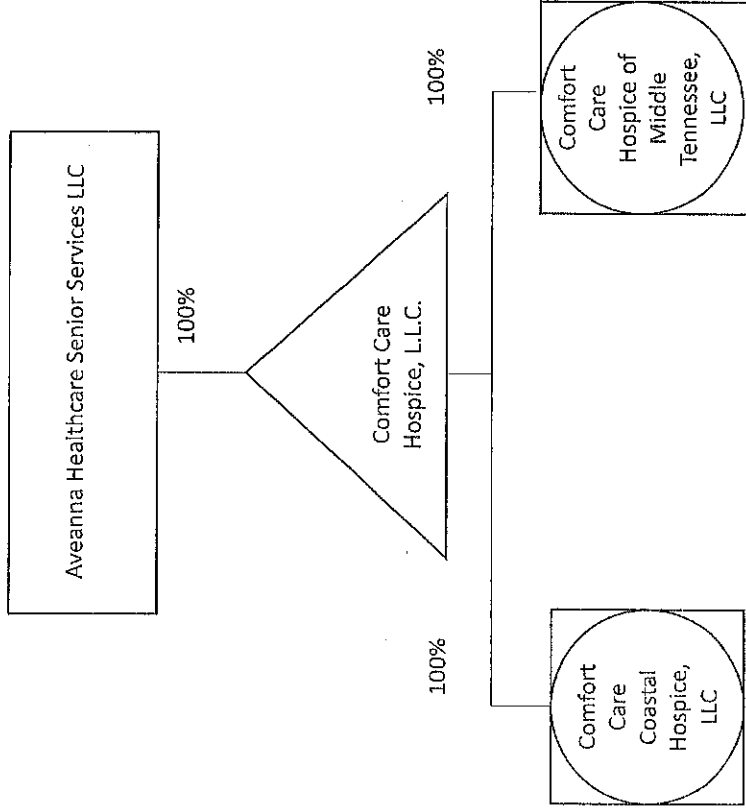 Aveanna Healthcare Senior Services LLC
100%
Comfort Care
Hospice, L.L.C.
100%
100%
Comfort
Care
Coastal
Hospice,
LLC
Comfort
Care
Hospice of
Middle
Tennessee,
LLC